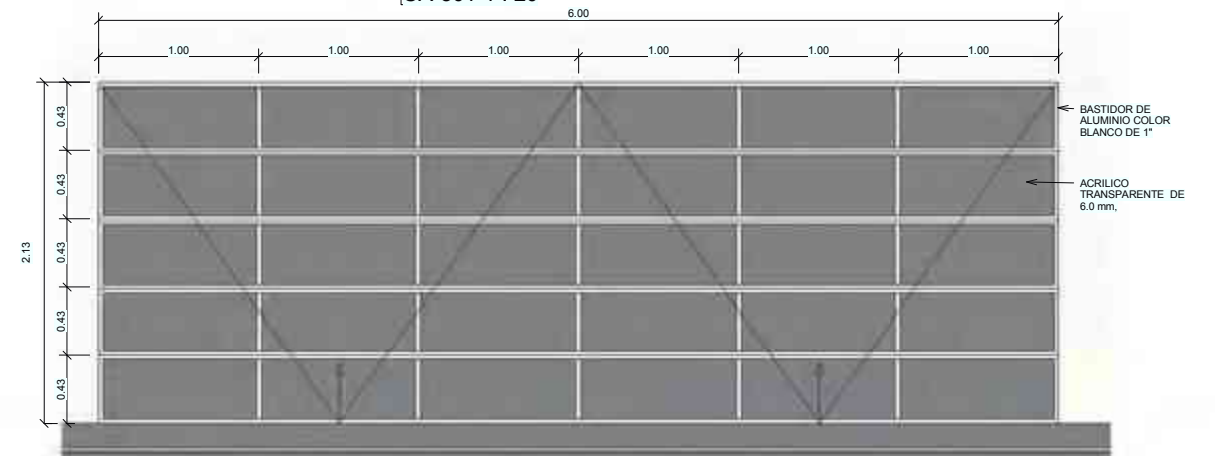 6.00
1.00 1.00 1.00 1.00 1.00 1.00
0.43
0.43
0.43
0.43
0.43
2.13
BASTIDOR DE
ALUMINIO COLOR
BLANCO DE 1"
ACRILICO
TRANSPARENTE DE
6.0 mm,